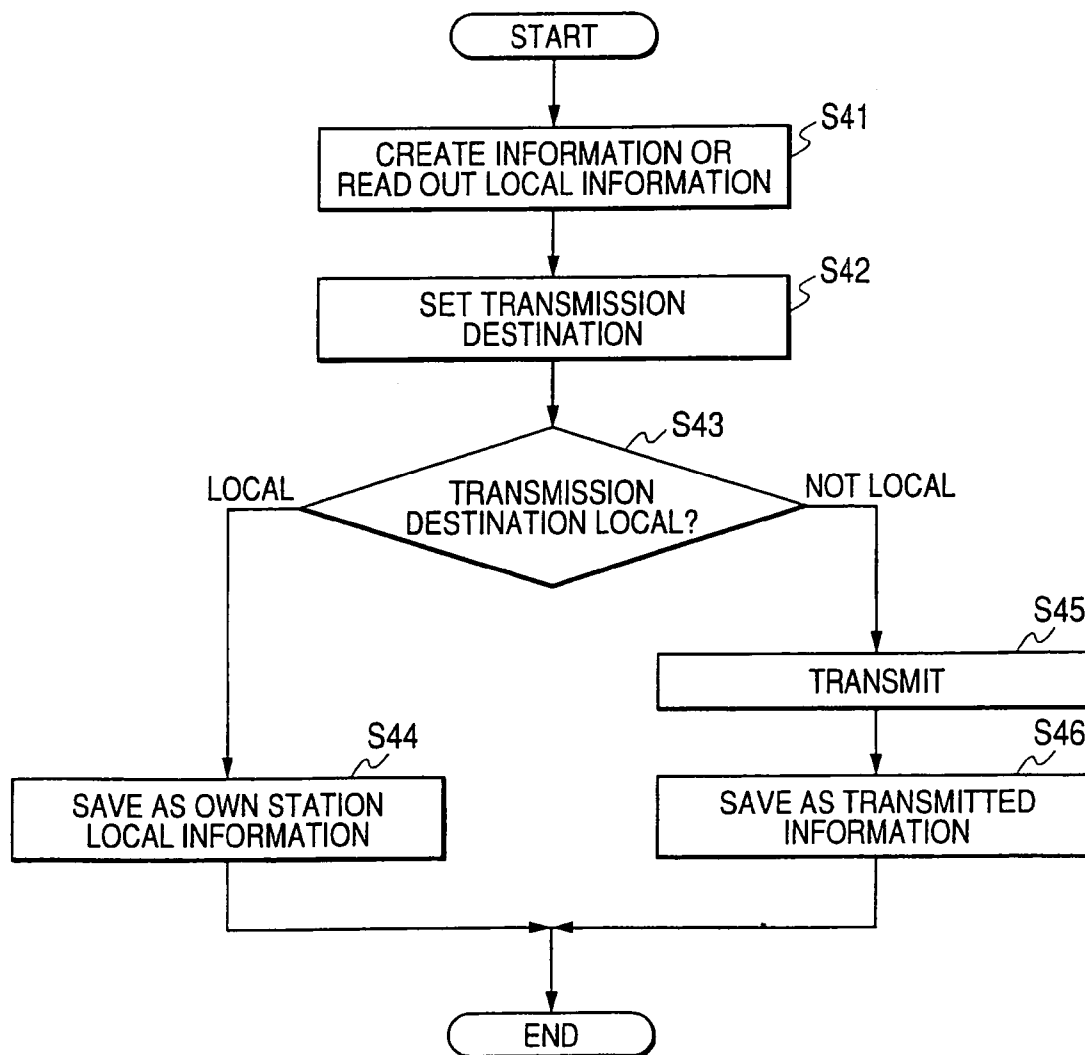 START
S41
CREATE INFORMATION OR
READ OUT LOCAL INFORMATION
S42
SET TRANSMISSION
DESTINATION
S43
LOCAL
TRANSMISSION
DESTINATION LOCAL?
NOT LOCAL
S45
TRANSMIT
S44
SAVE AS OWN STATION
LOCAL INFORMATION
S46
SAVE AS TRANSMITTED
INFORMATION
END